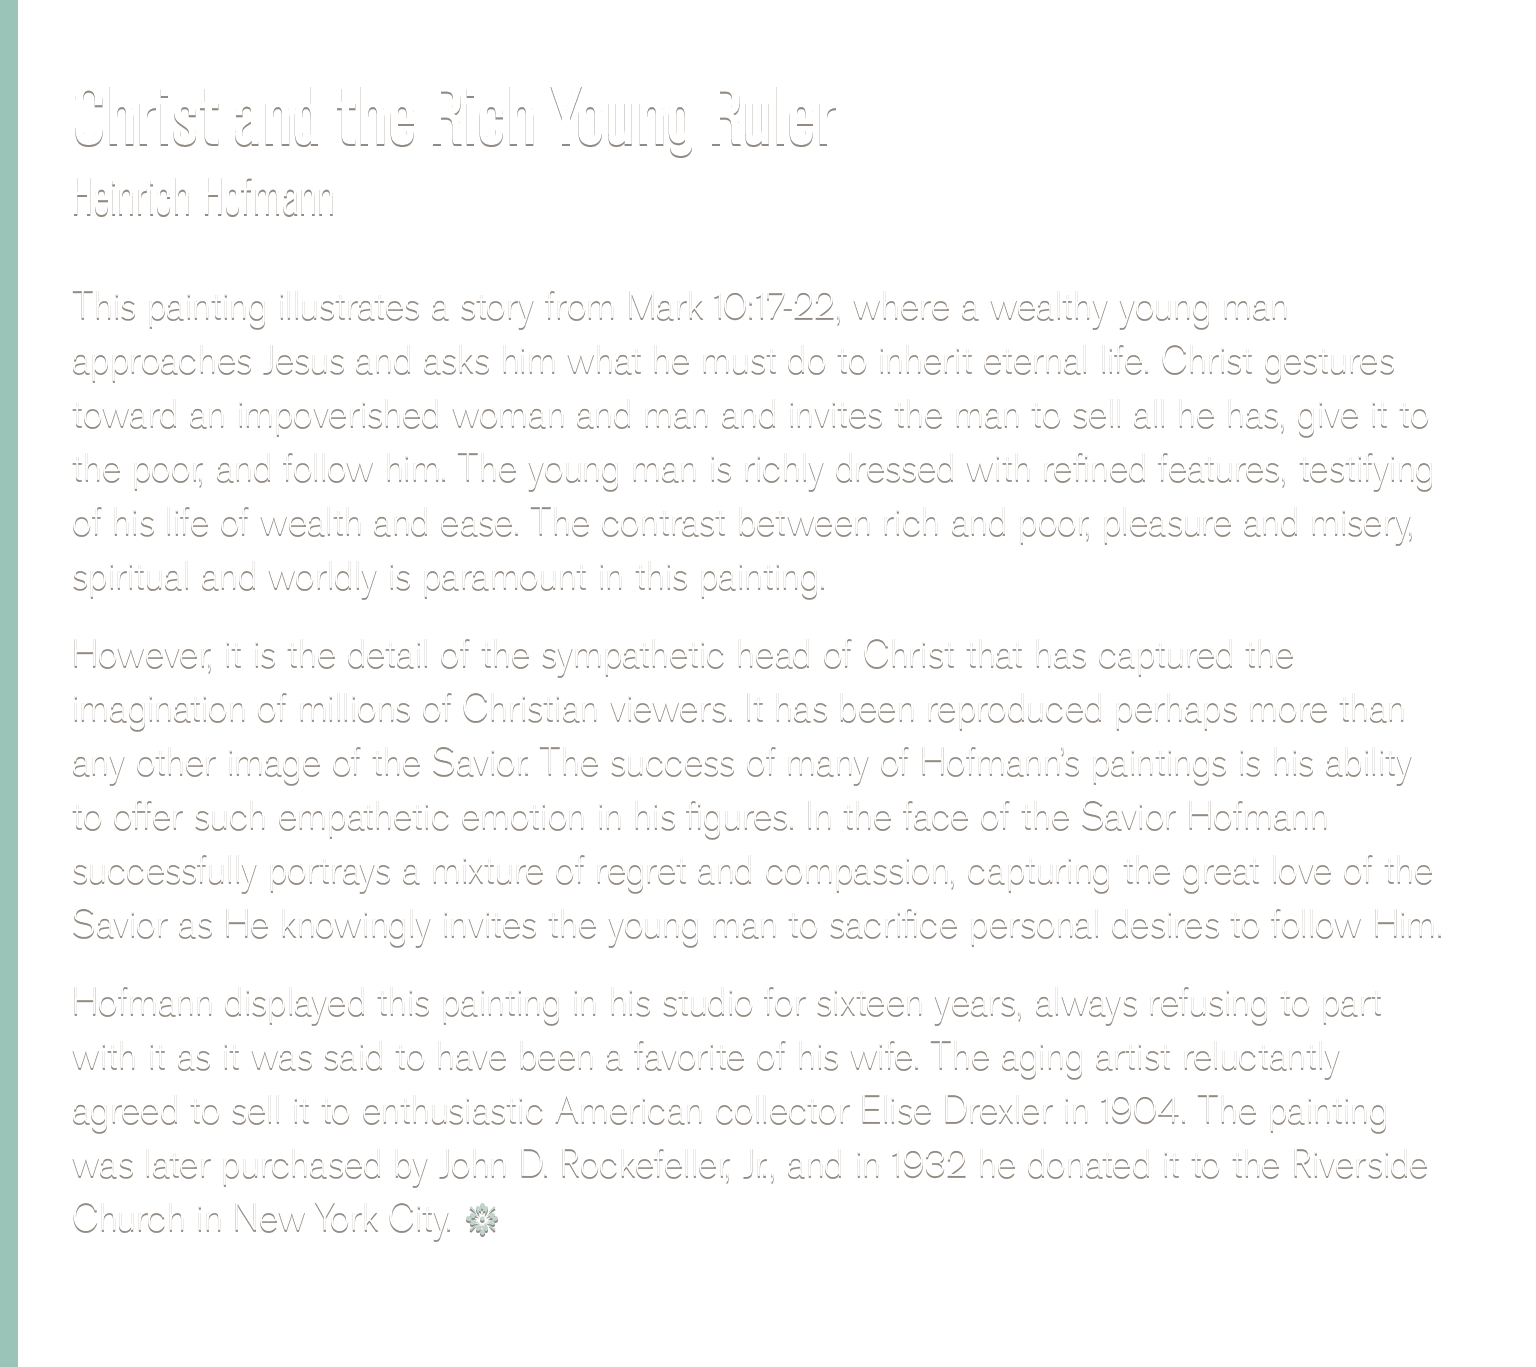 Christ and the Rich Young Ruler
Heinrich Hofmann
This painting illustrates a story from Mark 10:17-22, where a wealthy young man
approaches Jesus and asks him what he must do to inherit eternal life. Christ gestures
toward an impoverished woman and man and invites the man to sell all he has, give it to
the poor, and follow him. The young man is richly dressed with refined features, testifying
of his life of wealth and ease. The contrast between rich and poor, pleasure and misery,
spiritual and worldly is paramount in this painting.
However, it is the detail of the sympathetic head of Christ that has captured the
imagination of millions of Christian viewers. It has been reproduced perhaps more than
any other image of the Savior. The success of many of Hofmann’s paintings is his ability
to offer such empathetic emotion in his figures. In the face of the Savior Hofmann
successfully portrays a mixture of regret and compassion, capturing the great love of the
Savior as He knowingly invites the young man to sacrifice personal desires to follow Him.
Hofmann displayed this painting in his studio for sixteen years, always refusing to part
with it as it was said to have been a favorite of his wife. The aging artist reluctantly
agreed to sell it to enthusiastic American collector Elise Drexler in 1904. The painting
was later purchased by John D. Rockefeller, Jr., and in 1932 he donated it to the Riverside
Church in New York City.